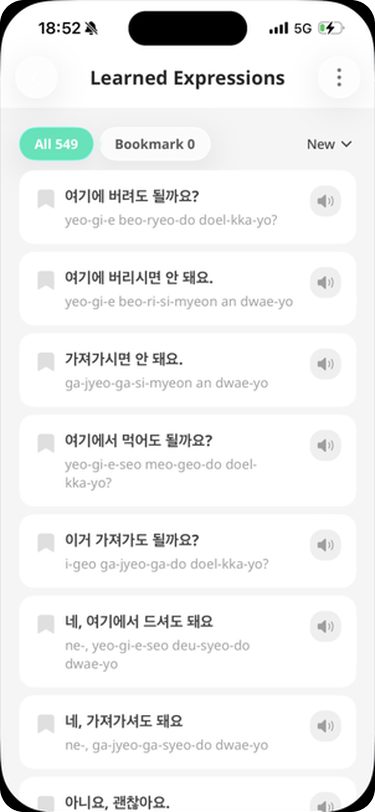 18:52
5G
Learned Expressions
All 549
Bookmark 0
New
여기에 버려도 될까요?
yeo-gi-e beo-ryeo-do doel-kka-yo?
여기에 버리시면 안 돼요.
yeo-gi-e beo-ri-si-myeon an dwae-yo
가져가시면 안 돼요.
ga-jyeo-ga-si-myeon an dwae-yo
여기에서 먹어도 될까요?
yeo-gi-e-seo meo-geo-do doel-
kka-yo?
이거 가져가도 될까요?
i-geo ga-jyeo-ga-do doel-kka-yo?
네, 여기에서 드셔도 돼요
ne-, yeo-gi-e-seo deu-syeo-do
dwae-yo
네, 가져가셔도 돼요
ne-, ga-jyeo-ga-syeo-do dwae-yo
아니요, 괜찮아요.